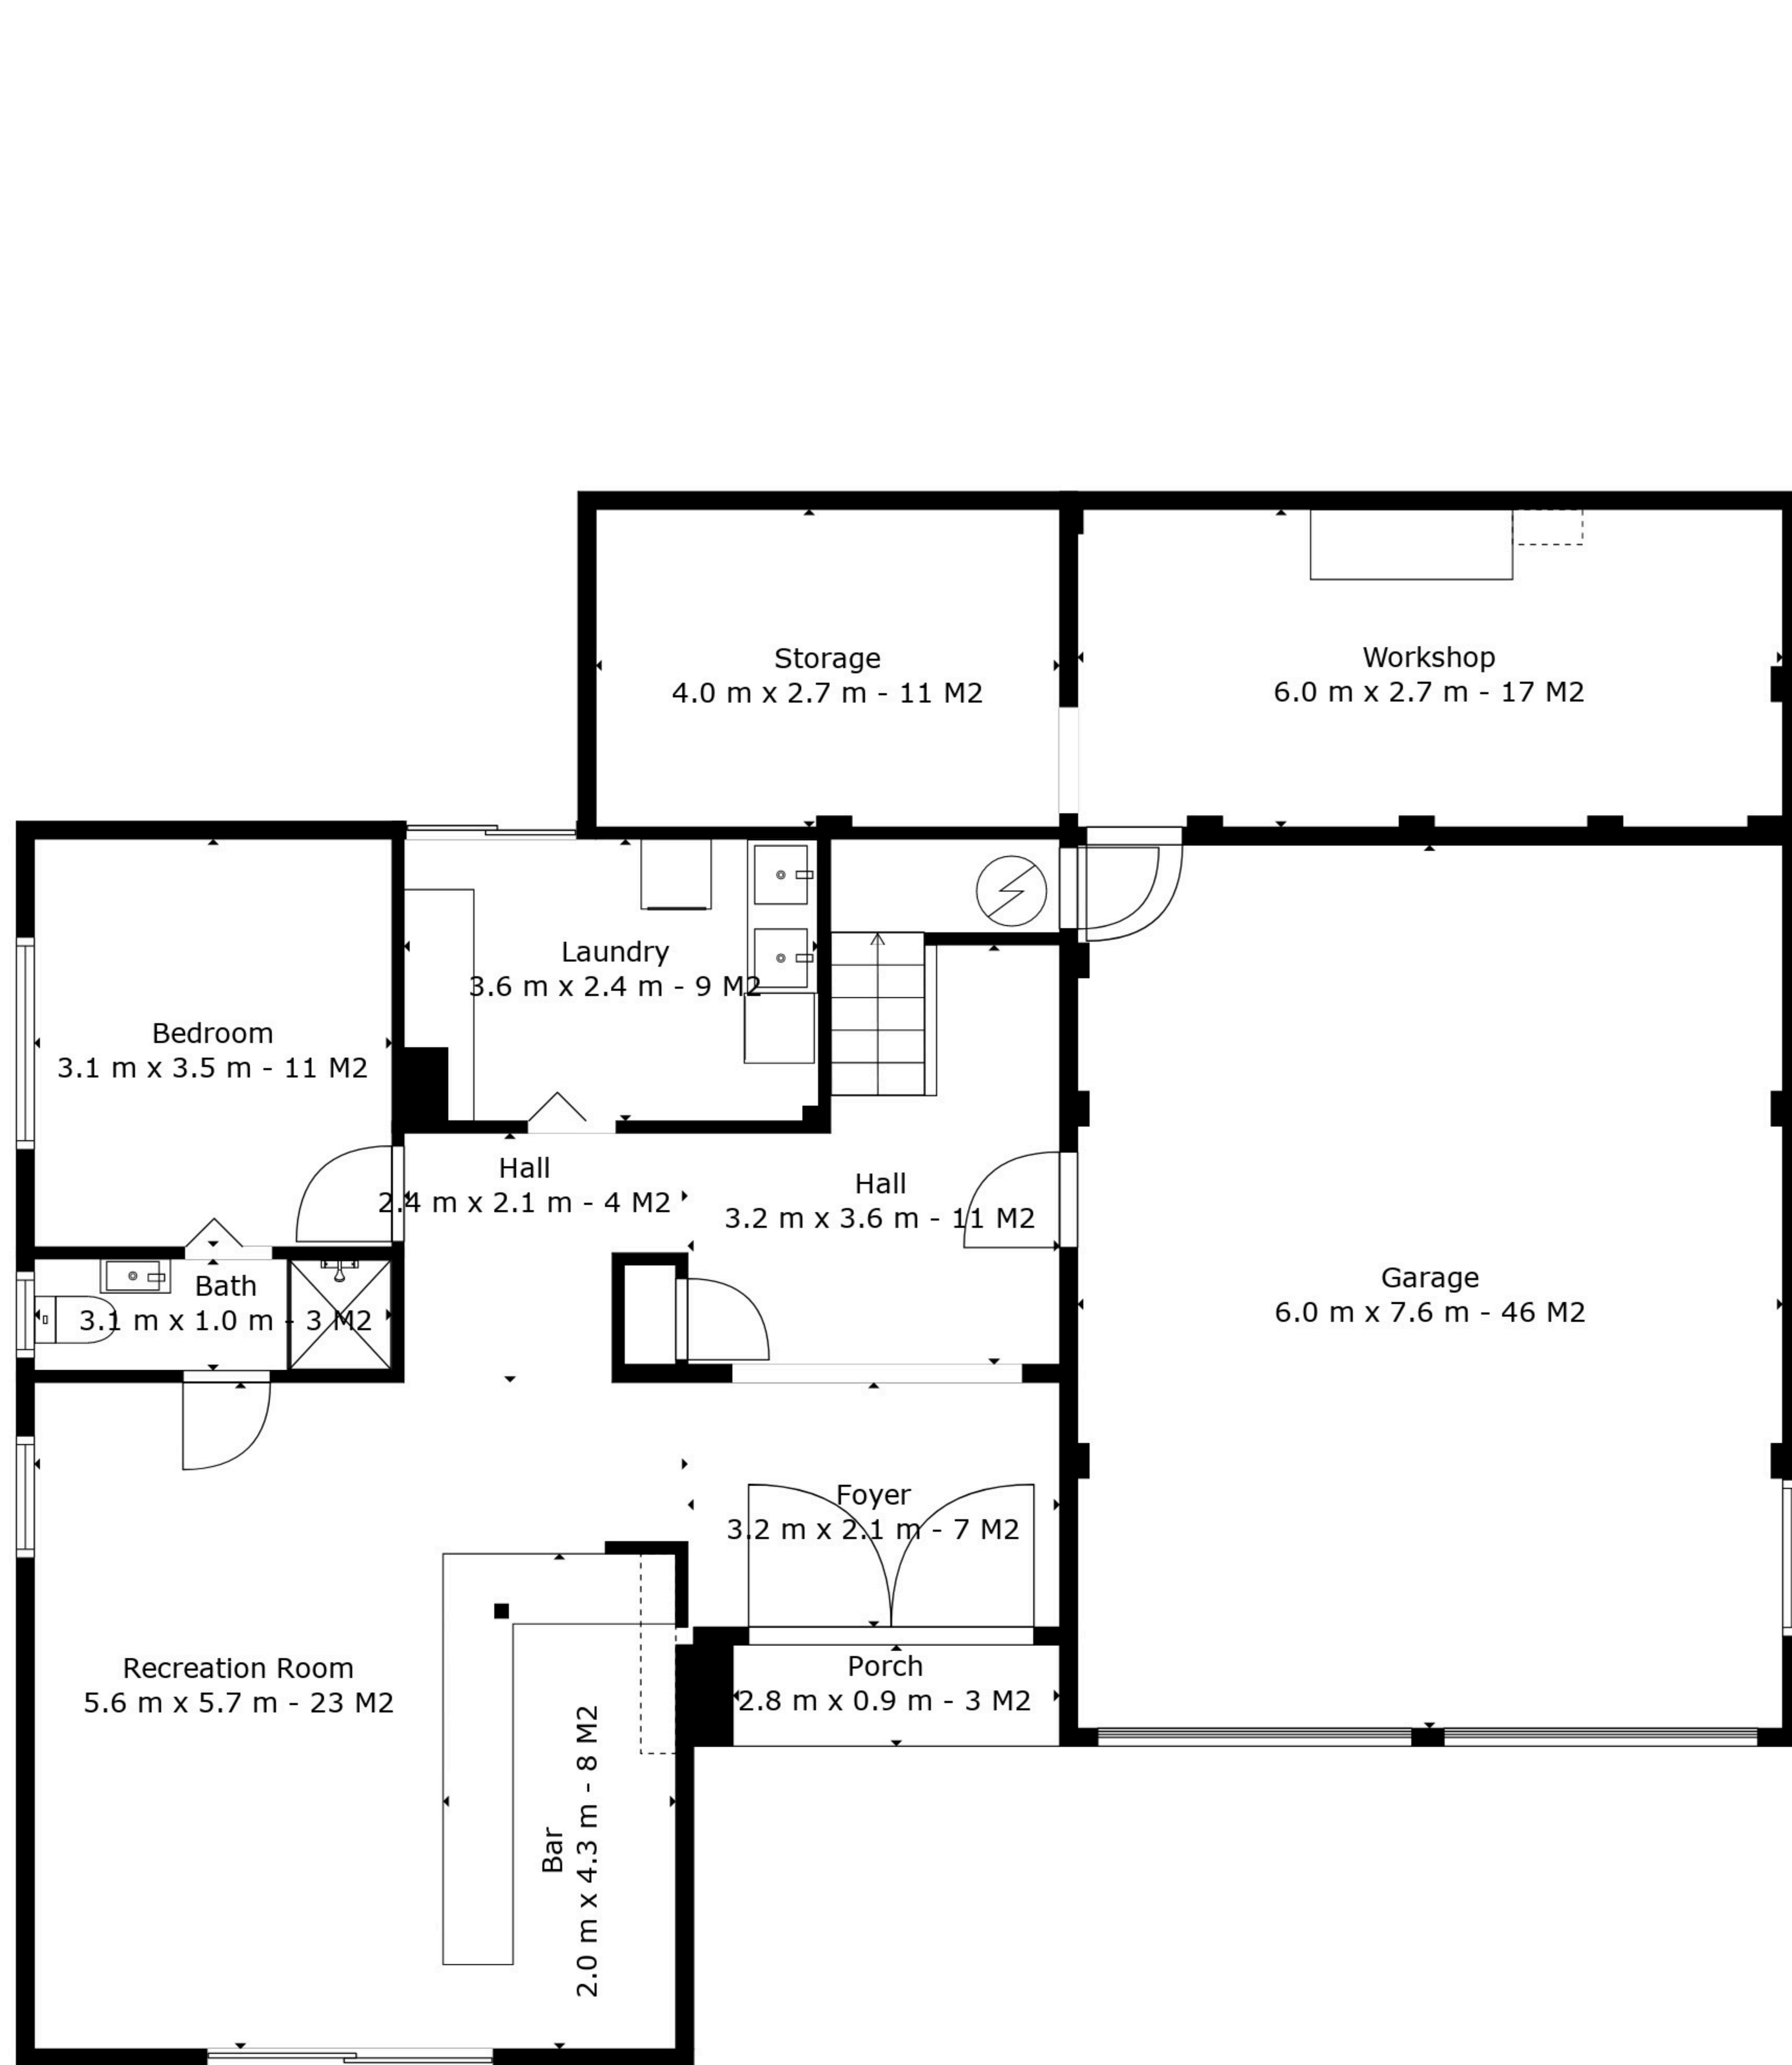 Storage
4.0 m x 2.7 m - 11 M2
Workshop
6.0 m x 2.7 m - 17 M2
Laundry
3.6 m x 2.4 m - 9 M2
Bedroom
3.1 m x 3.5 m - 11 M2
Hall
2.4 m x 2.1 m - 4 M2
Hall
3.2 m x 3.6 m - 11 M2
Bath
3.1 m x 1.0 m - 3 M2
Garage
6.0 m x 7.6 m - 46 M2
Foyer
3.2 m x 2.1 m - 7 M2
Recreation Room
5.6 m x 5.7 m - 23 M2
Porch
2.8 m x 0.9 m - 3 M2
Bar
2.0 m x 4.3 m - 8 M2